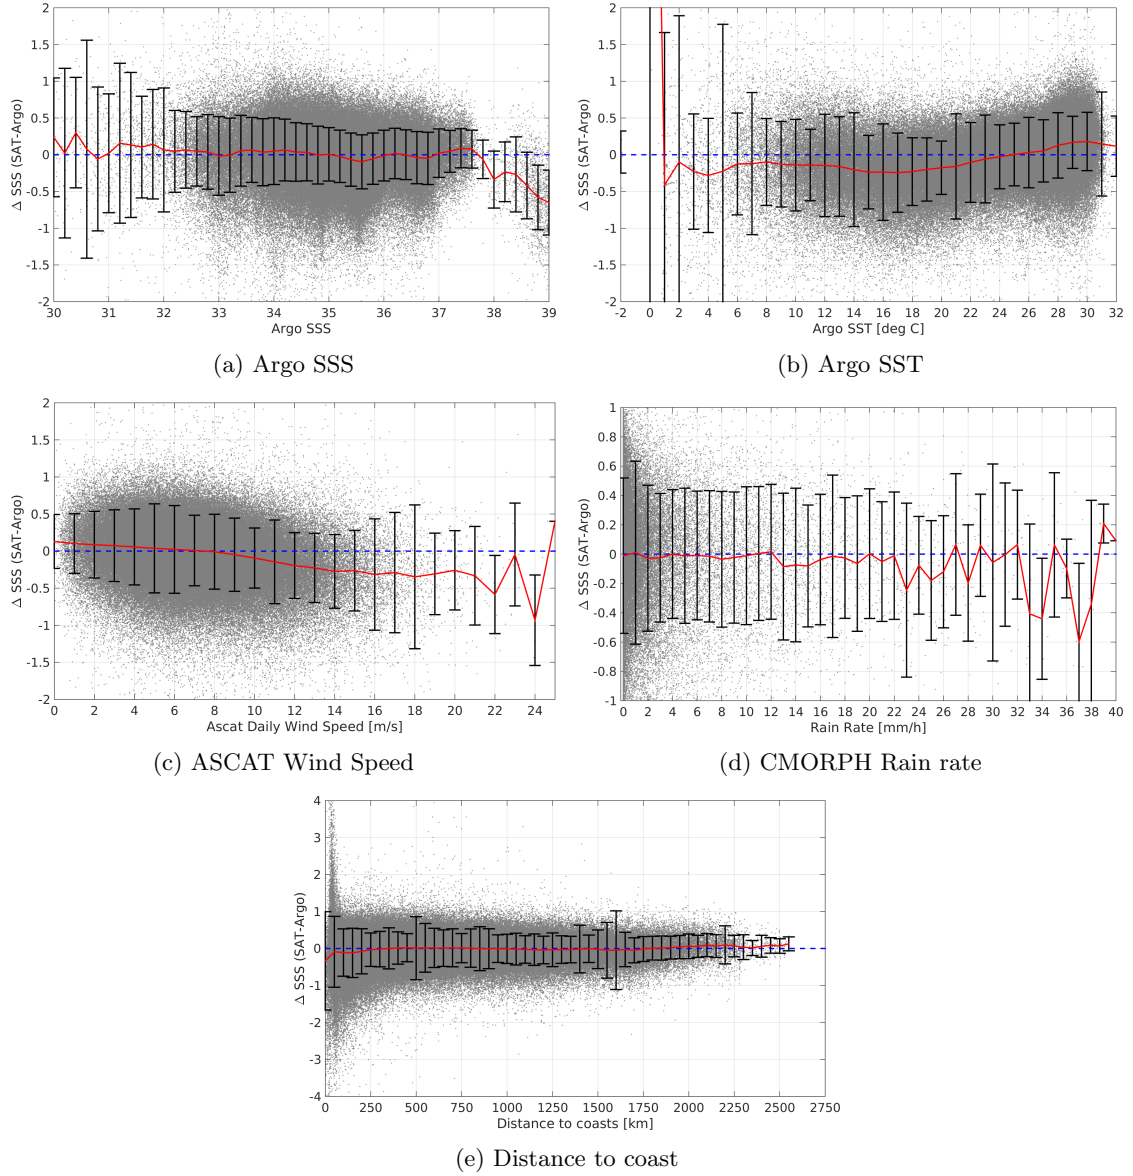 2
1.5
1
0.5
0
-0.5
-1
-1.5
-2
Δ SSS (SAT-Argo)
30 31 32 33 34 35 36 37 38 39
Argo SSS
(a) Argo SSS
2
1.5
1
0.5
0
-0.5
-1
-1.5
-2
Δ SSS (SAT-Argo)
-2 0 2 4 6 8 10 12 14 16 18 20 22 24 26 28 30 32
Argo SST [deg C]
(b) Argo SST
2
1.5
1
0.5
0
-0.5
-1
-1.5
-2
Δ SSS (SAT-Argo)
0 2 4 6 8 10 12 14 16 18 20 22 24
Ascat Daily Wind Speed [m/s]
(c) ASCAT Wind Speed
1
0.8
0.6
0.4
0.2
0
-0.2
-0.4
-0.6
-0.8
-1
Δ SSS (SAT-Argo)
0 2 4 6 8 10 12 14 16 18 20 22 24 26 28 30 32 34 36 38 40
Rain Rate [mm/h]
(d) CMORPH Rain rate
4
3
2
1
0
-1
-2
-3
-4
Δ SSS (SAT-Argo)
0 250 500 750 1000 1250 1500 1750 2000 2250 2500 2750
Distance to coasts [km]
(e) Distance to coast